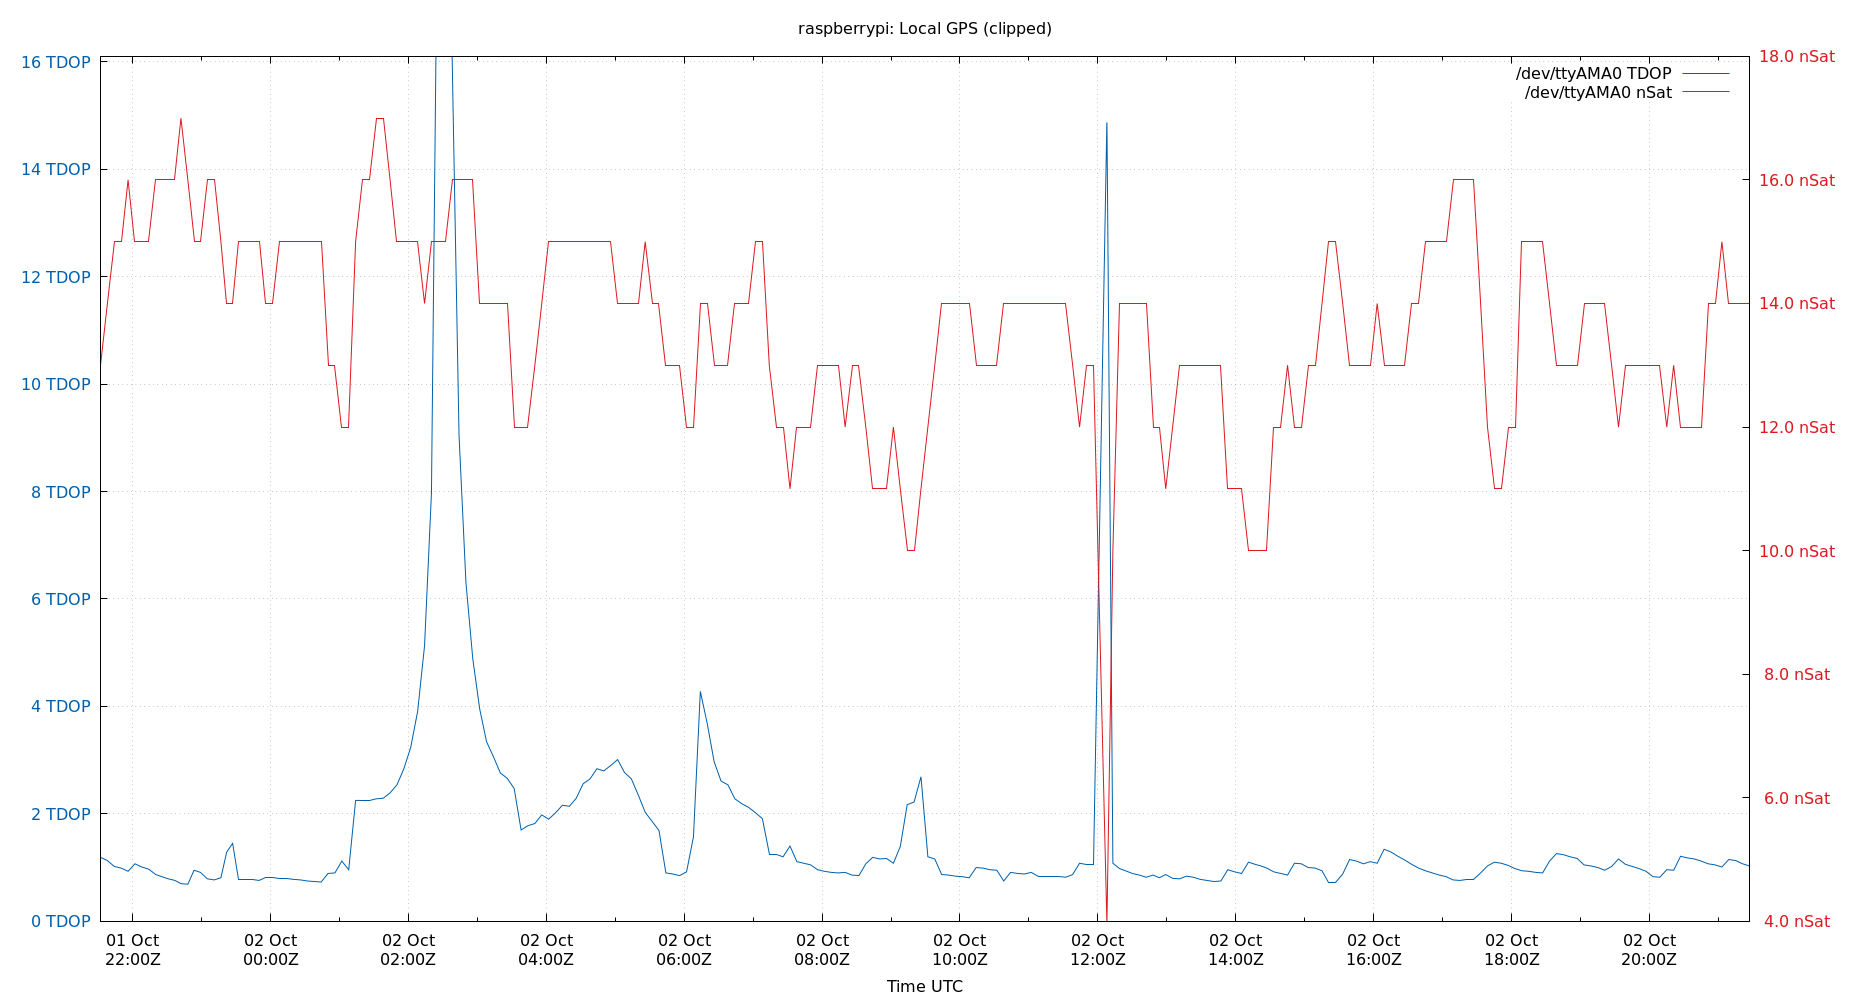 raspberrypi: Local GPS (clipped)
16 TDOP
14 TDOP
12 TDOP
10 TDOP
8 TDOP
6 TDOP
4 TDOP
2 TDOP
0 TDOP
18.0 nSat
16.0 nSat
14.0 nSat
12.0 nSat
10.0 nSat
8.0 nSat
6.0 nSat
4.0 nSat
/dev/ttyAMA0 TDOP
/dev/ttyAMA0 nSat
01 Oct
22:00Z
02 Oct
00:00Z
02 Oct
02:00Z
02 Oct
04:00Z
02 Oct
06:00Z
02 Oct
08:00Z
02 Oct
10:00Z
02 Oct
12:00Z
02 Oct
14:00Z
02 Oct
16:00Z
02 Oct
18:00Z
02 Oct
20:00Z
Time UTC